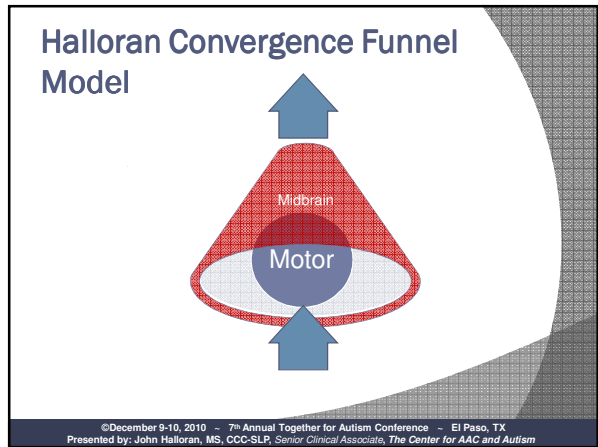 Halloran Convergence Funnel
Model
Midbrain
Motor
©December 9-10, 2010 ~ 7th Annual Together for Autism Conference ~ El Paso, TX
Presented by: John Halloran, MS, CCC-SLP, Senior Clinical Associate, The Center for AAC and Autism